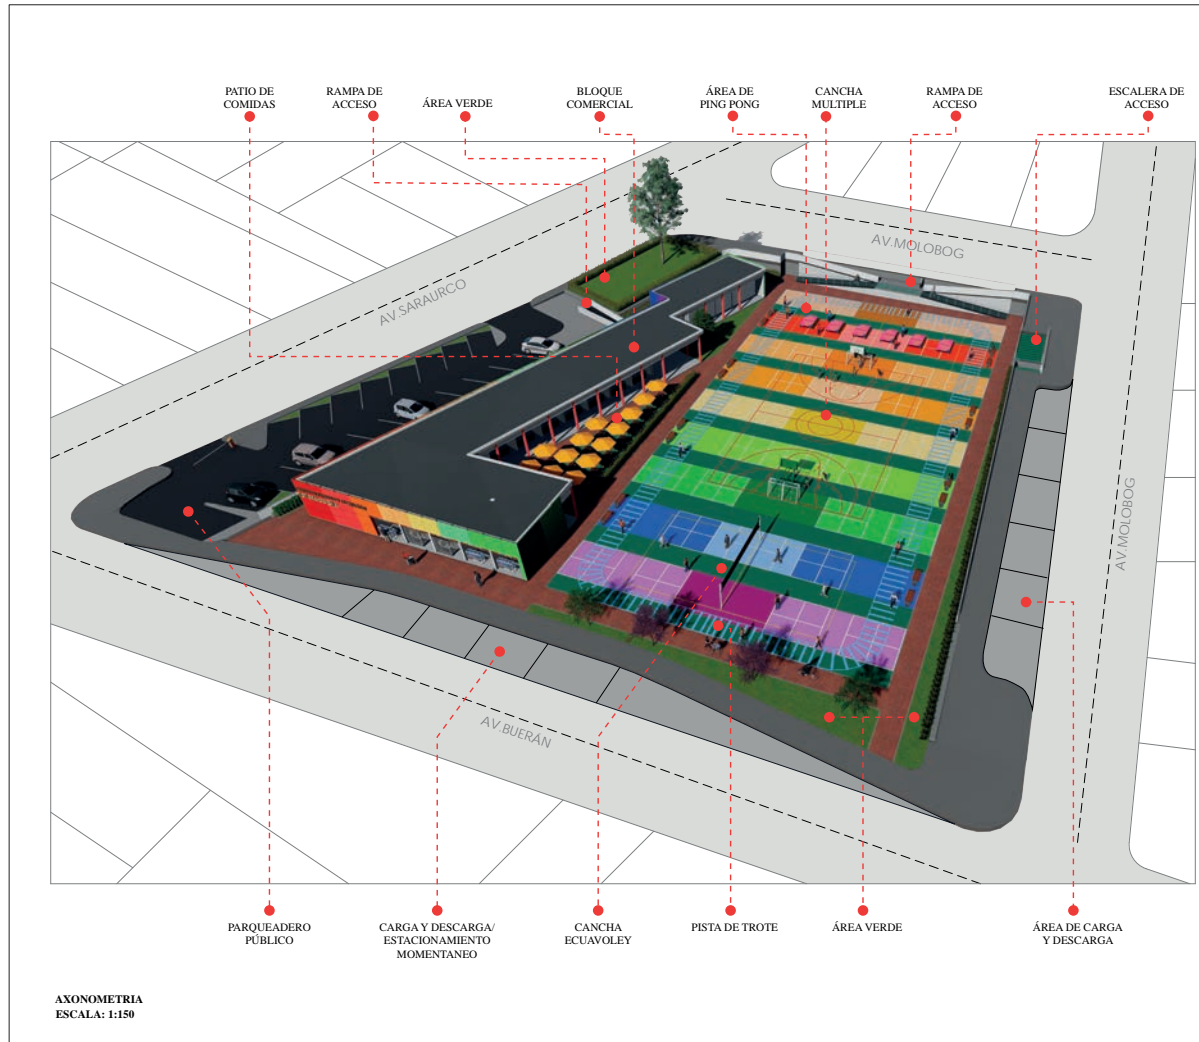 PATIO DE
COMIDAS
RAMPA DE
ACCESO
ÁREA VERDE
BLOQUE
COMERCIAL
ÁREA DE
PING PONG
CANCHA
MULTIPLE
RAMPA DE
ACCESO
ESCALERA DE
ACCESO
AV.MOLOBOG
AV.SARAURCO
AV.MOLOBOG
AV.BUERÁN
PARQUEADERO
PÚBLICO
CARGA Y DESCARGA/
ESTACIONAMIENTO
MOMENTANEO
CANCHA
ECUAVOLEY
PISTA DE TROTE
ÁREA VERDE
ÁREA DE CARGA
Y DESCARGA
AXONOMETRIA
ESCALA: 1:150